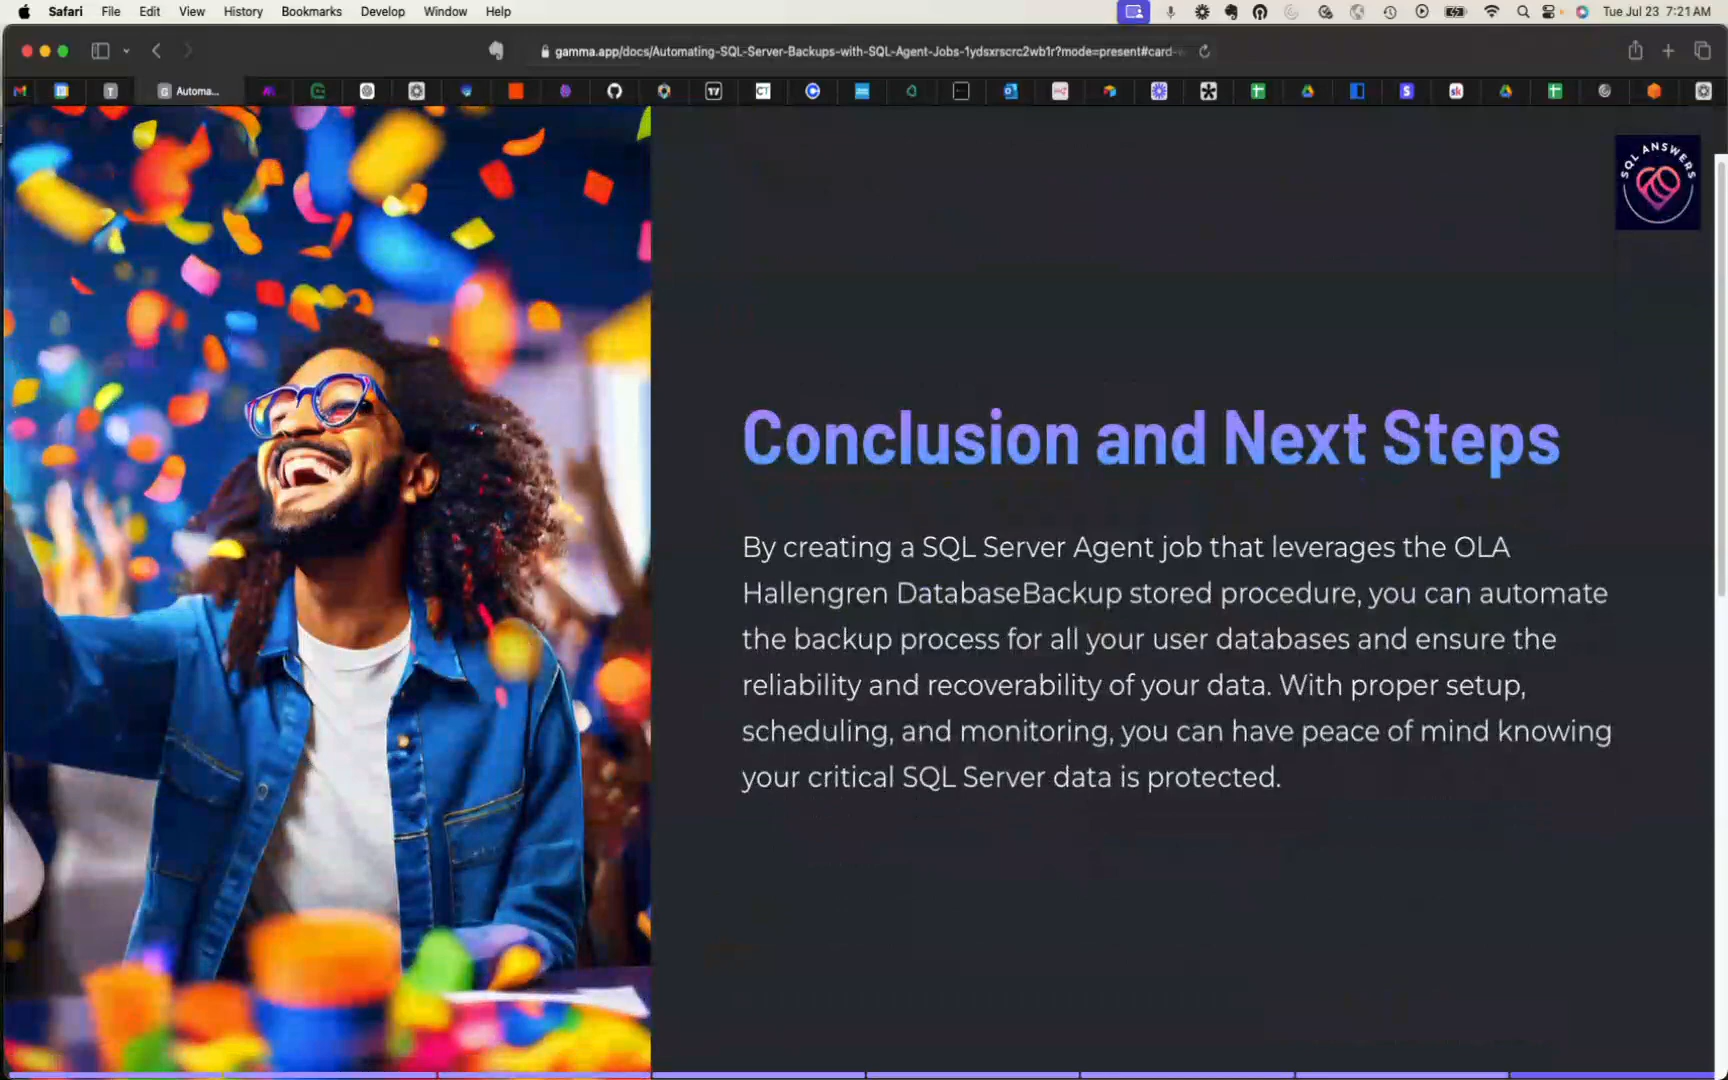 Safari File Edit View History Bookmarks Develop Window Help Tue Jul 23 7:21 AM
gamma.app/docs/Automating-SQL-Server-Backups-with-SQL-Agent-Jobs-1ydsxrscrc2wb1r?mode=present#card-
T G Automa... CT S sk
SQL ANSWERS
Conclusion and Next Steps
By creating a SQL Server Agent job that leverages the OLA
Hallengren DatabaseBackup stored procedure, you can automate
the backup process for all your user databases and ensure the
reliability and recoverability of your data. With proper setup,
scheduling, and monitoring, you can have peace of mind knowing
your critical SQL Server data is protected.